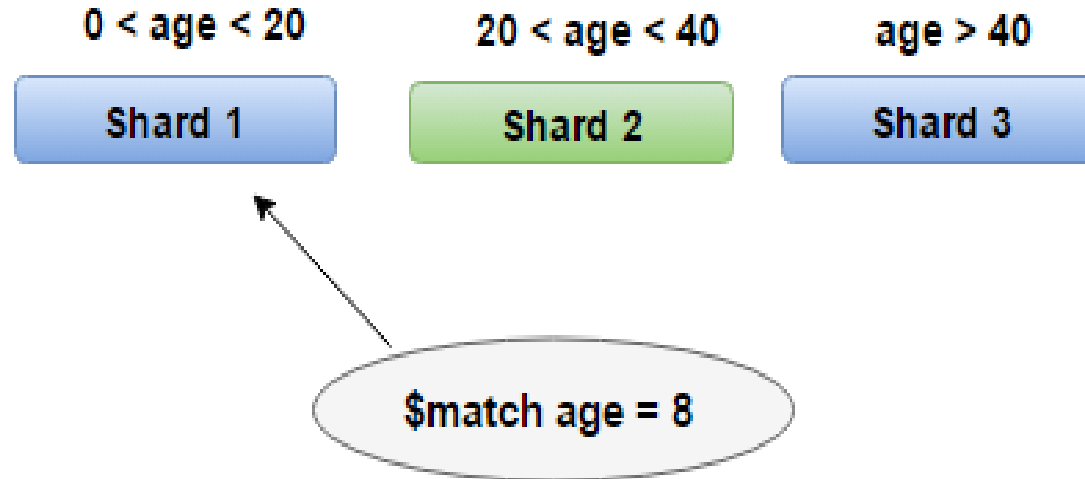 0 < age < 20
20 < age < 40
age > 40
Shard 1
Shard 2
Shard 3
$match age = 8